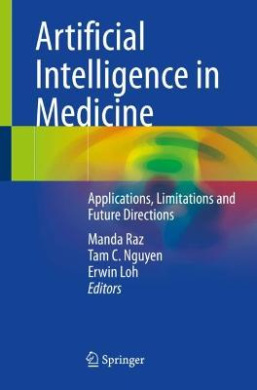 Artificial
Intelligence in
Medicine
Applications, Limitations and
Future Directions
Manda Raz
Tam C. Nguyen
Erwin Loh
Editors
Springer